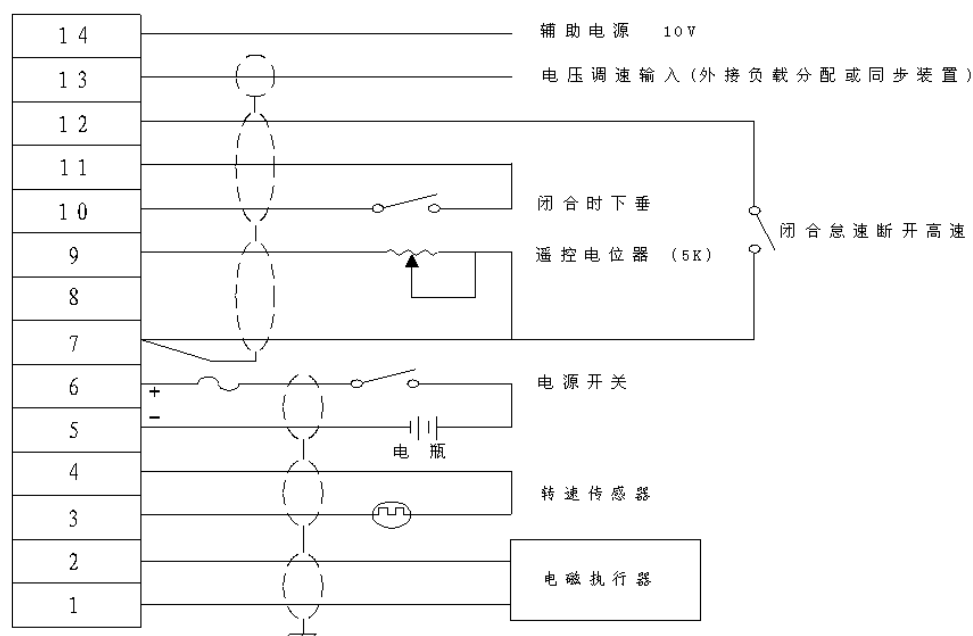 14 辅助电源 10V
13 电压调速输入(外接负载分配或同步装置)
12
11
10 闭合时下垂
闭合怠速断开高速
9 遥控电位器 (5K)
8
7
6 + 电源开关
5 −
电瓶
4
转速传感器
3
2
电磁执行器
1